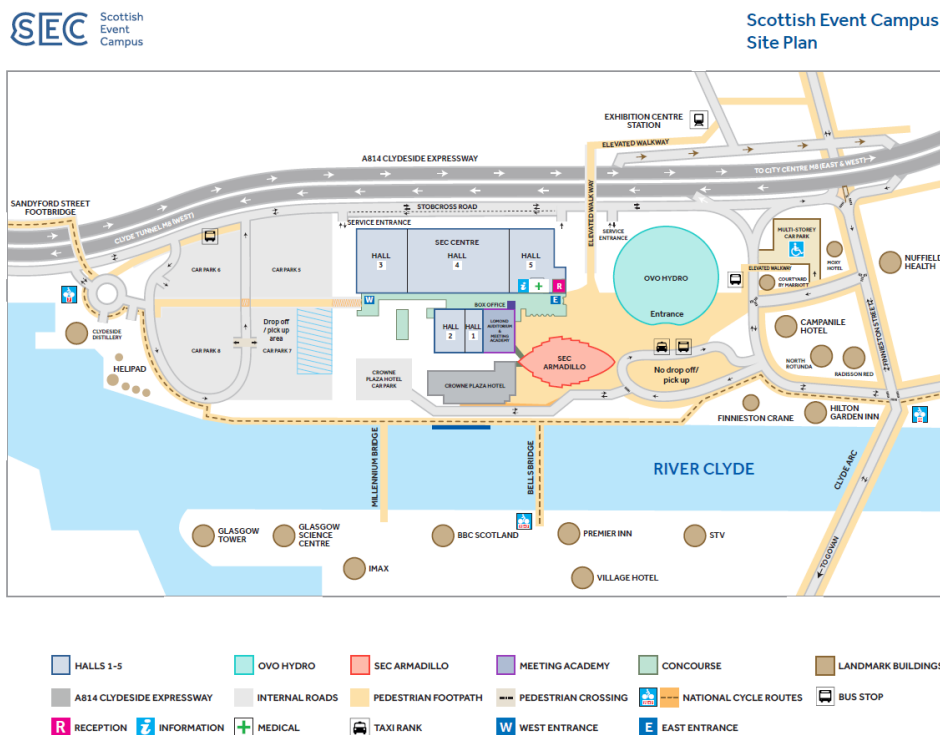 SEC
Scottish
Event
Campus
Scottish Event Campus
Site Plan
EXHIBITION CENTRE
STATION
ELEVATED WALKWAY
A814 CLYDESIDE EXPRESSWAY
TO CITY CENTRE M8 (EAST & WEST)
SANDYFORD STREET
FOOTBRIDGE
CLYDE TUNNEL M8 (WEST)
STOBCROSS ROAD
ELEVATED WALKWAY
SERVICE ENTRANCE
SERVICE
ENTRANCE
MULTI-STOREY
CAR PARK
SEC CENTRE
HALL
3
HALL
4
HALL
5
MOXY
HOTEL
NUFFIELD
HEALTH
CAR PARK 6
CAR PARK 5
ELEVATED WALKWAY
OVO HYDRO
COURTYARD
BY MARRIOTT
i
R
W
E
BOX OFFICE
Entrance
FINNIESTON STREET
CLYDESIDE
DISTILLERY
Drop off
/ pick up
area
HALL
2
HALL
1
LOMOND
AUDITORIUM
&
MEETING
ACADEMY
CAMPANILE
HOTEL
CAR PARK 8
CAR PARK 7
SEC
ARMADILLO
NORTH
ROTUNDA
RADISSON RED
HELIPAD
CROWNE
PLAZA HOTEL
CAR PARK
CROWNE PLAZA HOTEL
No drop off/
pick up
FINNIESTON CRANE
HILTON
GARDEN INN
MILLENNIUM BRIDGE
BELLS BRIDGE
RIVER CLYDE
CLYDE ARC
GLASGOW
TOWER
GLASGOW
SCIENCE
CENTRE
BBC SCOTLAND
PREMIER INN
STV
IMAX
VILLAGE HOTEL
TO GOVAN
HALLS 1-5
OVO HYDRO
SEC ARMADILLO
MEETING ACADEMY
CONCOURSE
LANDMARK BUILDINGS
A814 CLYDESIDE EXPRESSWAY
INTERNAL ROADS
PEDESTRIAN FOOTPATH
PEDESTRIAN CROSSING
NATIONAL CYCLE ROUTES
BUS STOP
R RECEPTION
i INFORMATION
MEDICAL
TAXI RANK
W WEST ENTRANCE
E EAST ENTRANCE